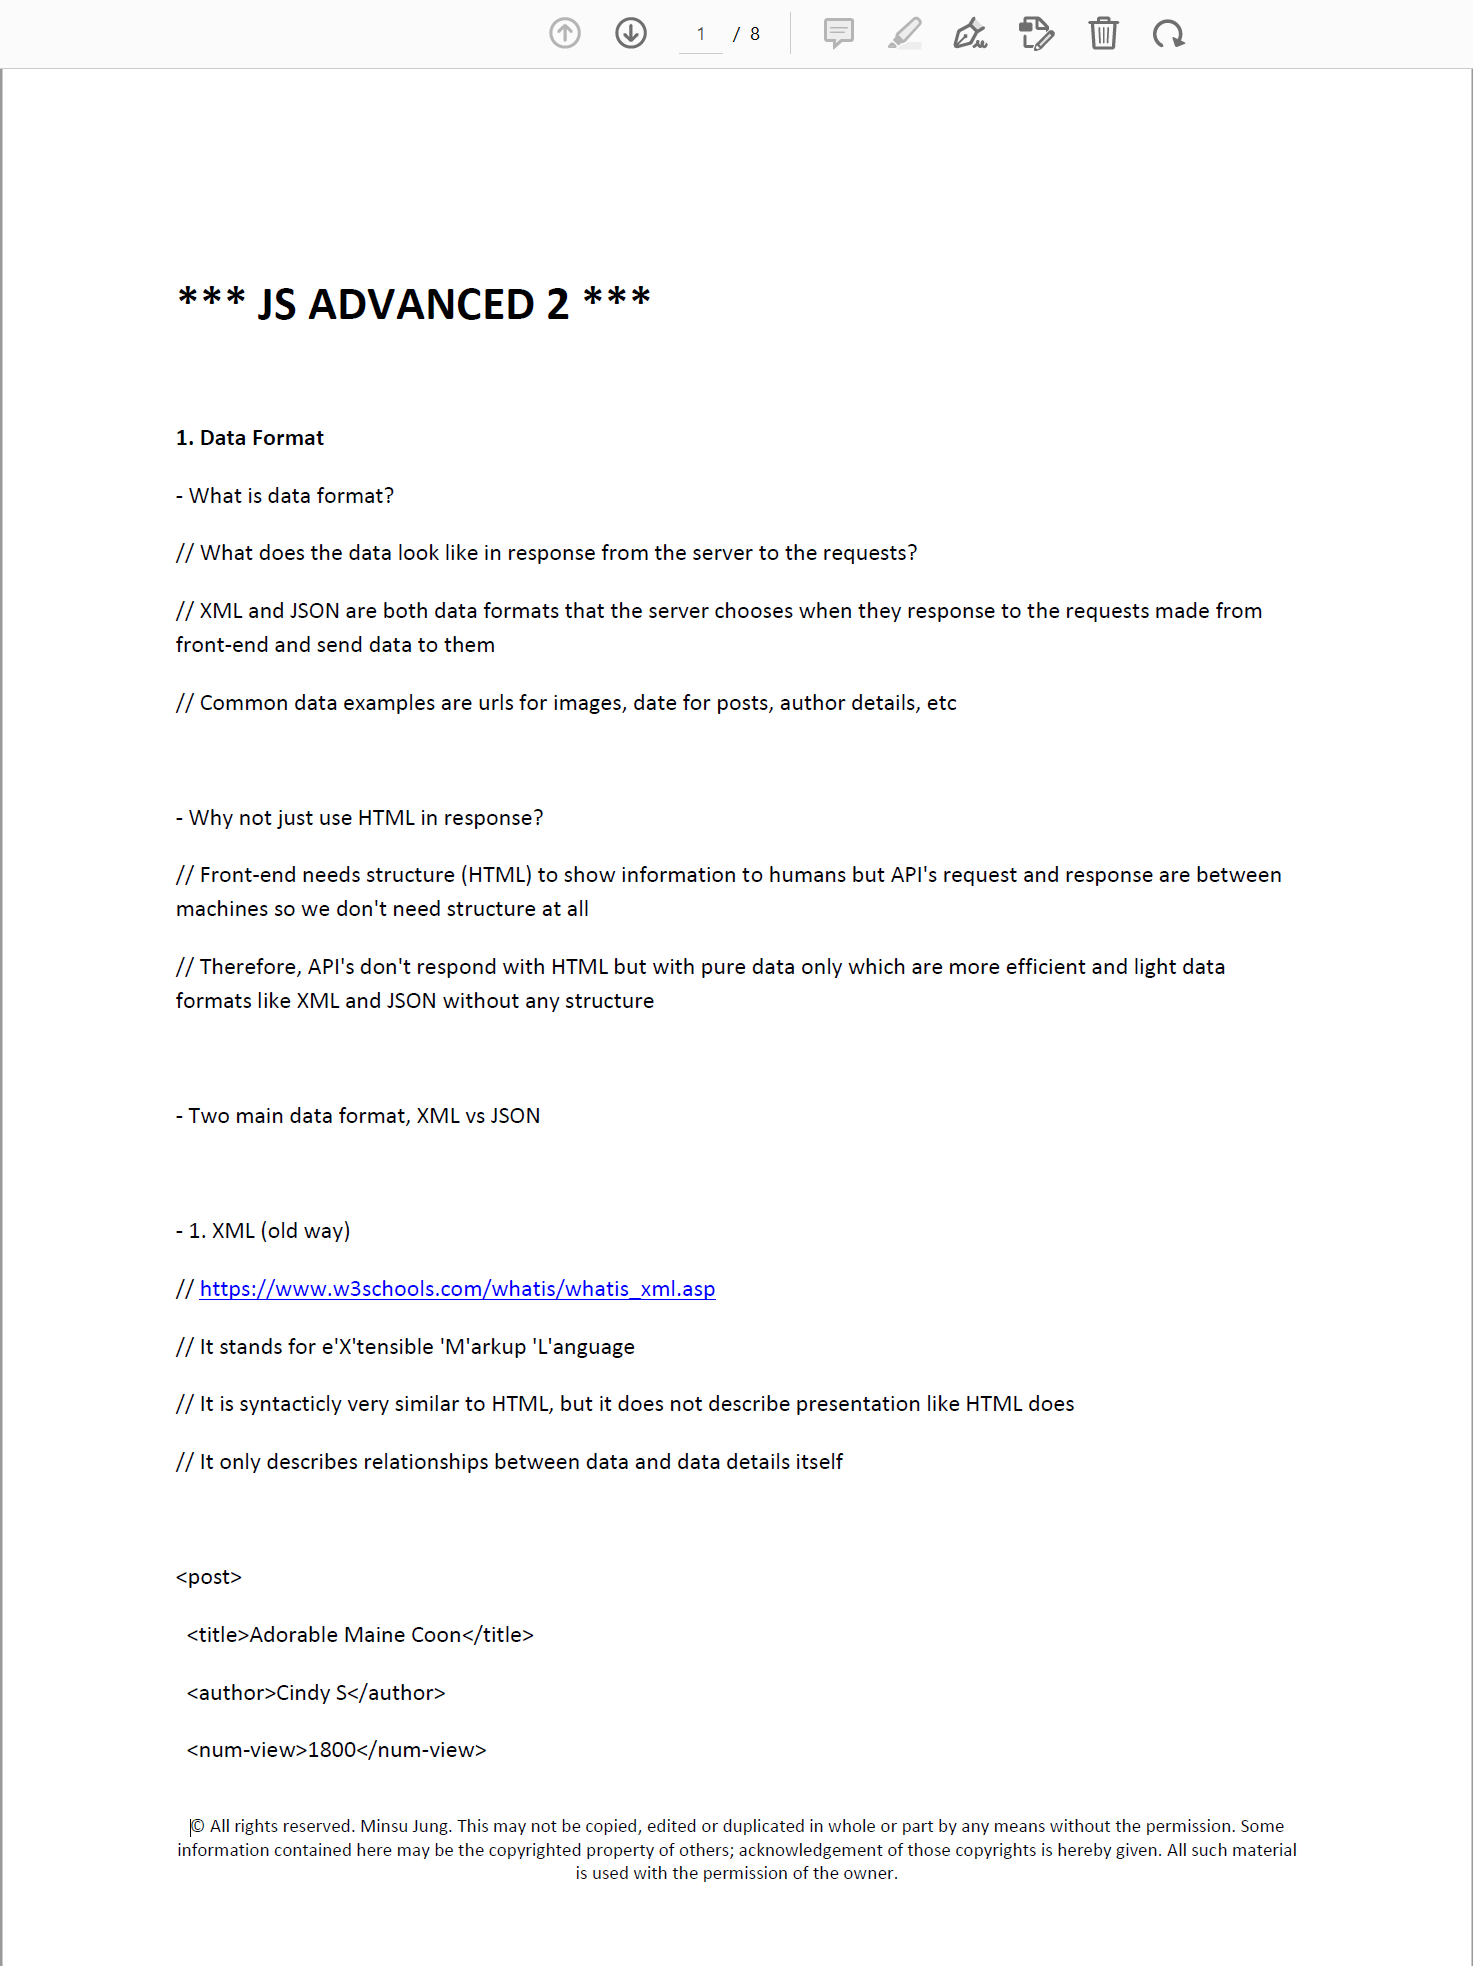 1 / 8
*** JS ADVANCED 2 ***
1. Data Format
- What is data format?
// What does the data look like in response from the server to the requests?
// XML and JSON are both data formats that the server chooses when they response to the requests made from
front-end and send data to them
// Common data examples are urls for images, date for posts, author details, etc
- Why not just use HTML in response?
// Front-end needs structure (HTML) to show information to humans but API's request and response are between
machines so we don't need structure at all
// Therefore, API's don't respond with HTML but with pure data only which are more efficient and light data
formats like XML and JSON without any structure
- Two main data format, XML vs JSON
- 1. XML (old way)
// https://www.w3schools.com/whatis/whatis_xml.asp
// It stands for e'X'tensible 'M'arkup 'L'anguage
// It is syntacticly very similar to HTML, but it does not describe presentation like HTML does
// It only describes relationships between data and data details itself
<post>
<title>Adorable Maine Coon</title>
<author>Cindy S</author>
<num-view>1800</num-view>
© All rights reserved. Minsu Jung. This may not be copied, edited or duplicated in whole or part by any means without the permission. Some
information contained here may be the copyrighted property of others; acknowledgement of those copyrights is hereby given. All such material
is used with the permission of the owner.